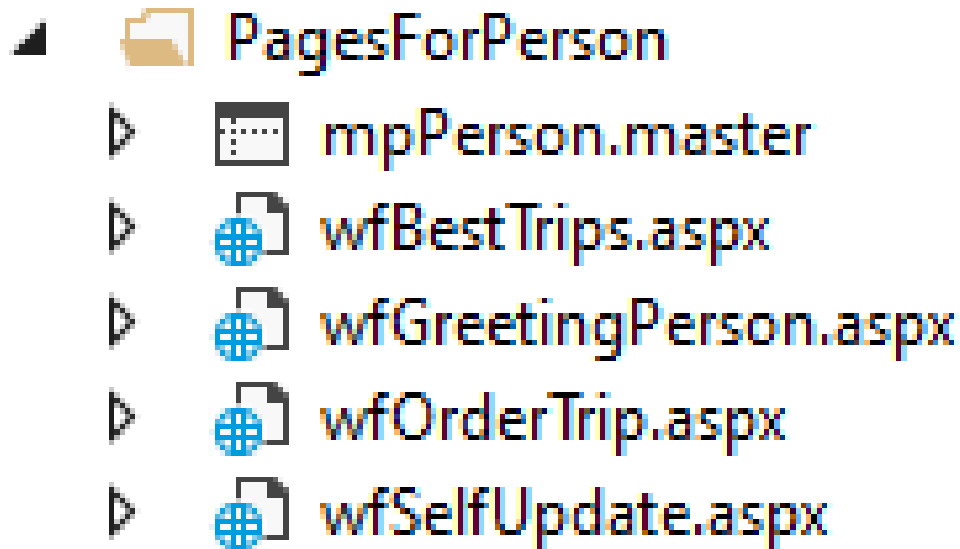 PagesForPerson
mpPerson.master
wfBestTrips.aspx
wfGreetingPerson.aspx
wfOrderTrip.aspx
wfSelfUpdate.aspx